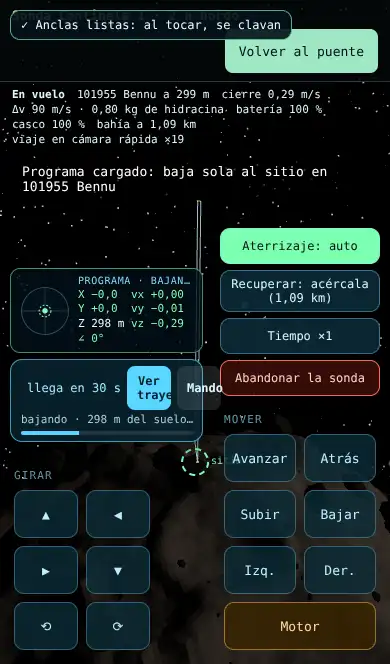 ✓ Anclas listas: al tocar, se clavan
Volver al puente
En vuelo 101955 Bennu a 299 m cierre 0,29 m/s
Δv 90 m/s · 0,80 kg de hidracina batería 100 %
casco 100 % bahía a 1,09 km
viaje en cámara rápida ×19
Programa cargado: baja sola al sitio en
101955 Bennu
Aterrizaje: auto
PROGRAMA · BAJAN…
X −0,0 vx +0,00
Y +0,0 vy −0,01
Z 298 m vz −0,29
∠ 0°
Recuperar: acércala
(1,09 km)
Tiempo ×1
llega en 30 s
Ver
traye
Mando
Abandonar la sonda
bajando · 298 m del suelo…
MOVER
GIRAR
Avanzar
Atrás
▲
◀
Subir
Bajar
▶
▼
Izq.
Der.
⟲
⟳
Motor